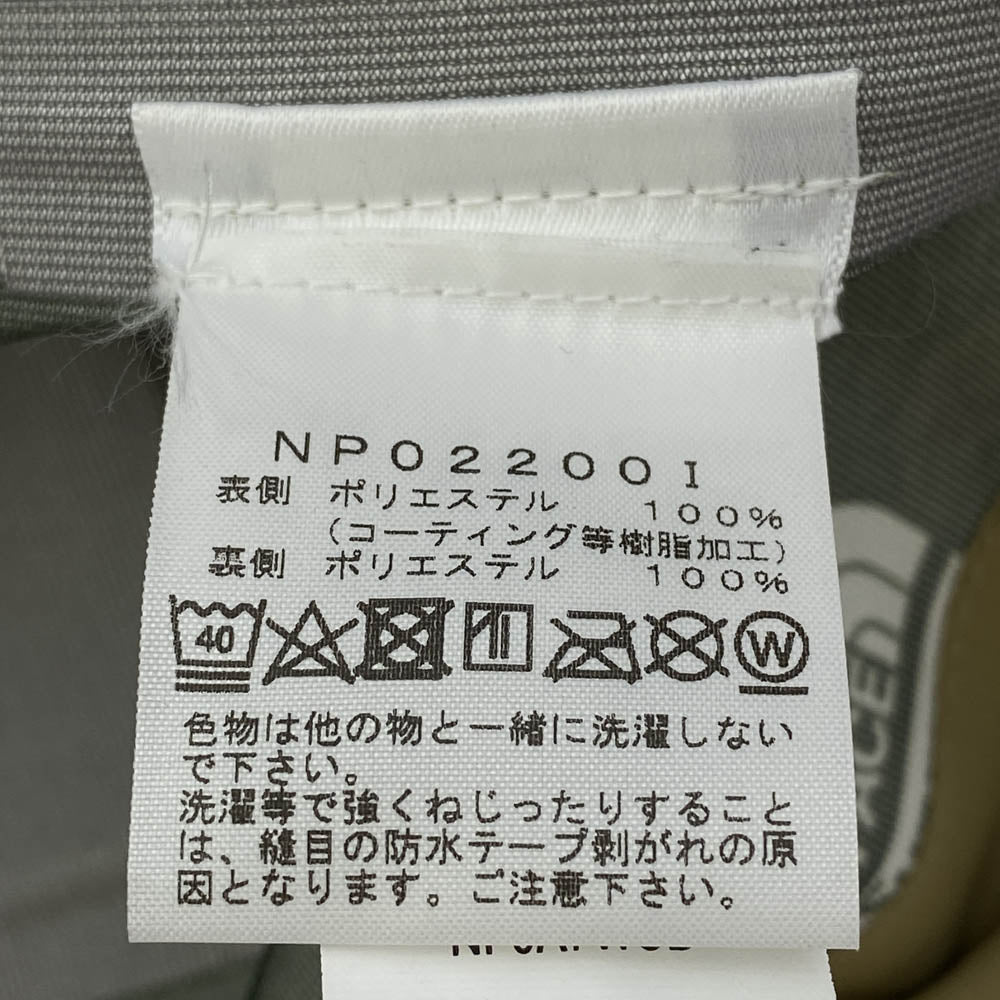 NP02200I
表側 ポリエステル 100%
(コーティング等樹脂加工)
裏側 ポリエステル 100%
40
W
色物は他の物と一緒に洗濯しない
で下さい。
洗濯等で強くねじったりすること
は、縫目の防水テープ剥がれの原
因となります。ご注意下さい。
ACED